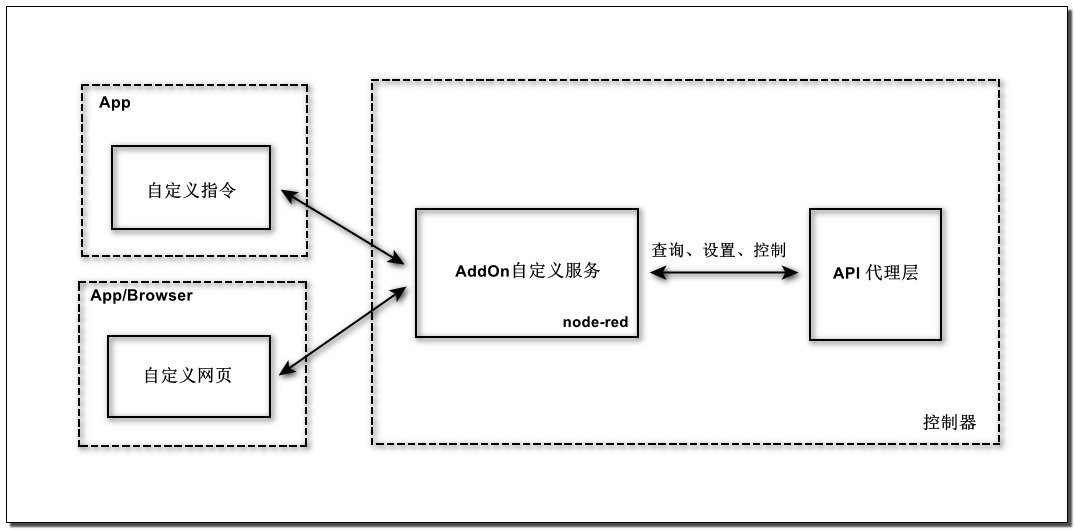 App
自定义指令
App/Browser
自定义网页
AddOn自定义服务
node-red
查询、设置、控制
API 代理层
控制器